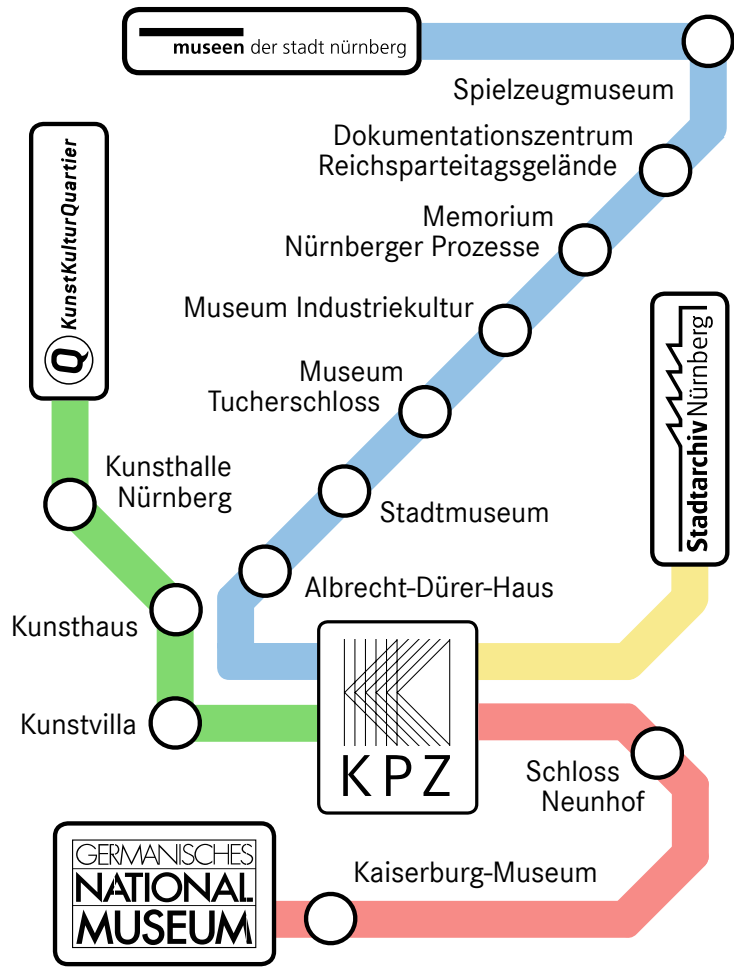 museen der stadt nürnberg
Spielzeugmuseum
Dokumentationszentrum
Reichsparteitagsgelände
KunstKulturQuartier
Q
Memorium
Nürnberger Prozesse
Museum Industriekultur
Stadtarchiv Nürnberg
Museum
Tucherschloss
Kunsthalle
Nürnberg
Stadtmuseum
Albrecht-Dürer-Haus
Kunsthaus
Kunstvilla
KPZ
Schloss
Neunhof
GERMANISCHES
NATIONAL
MUSEUM
Kaiserburg-Museum